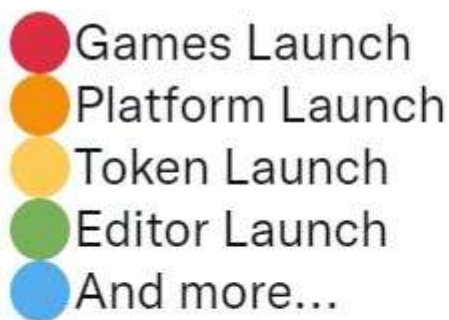 Games Launch
Platform Launch
Token Launch
Editor Launch
And more...